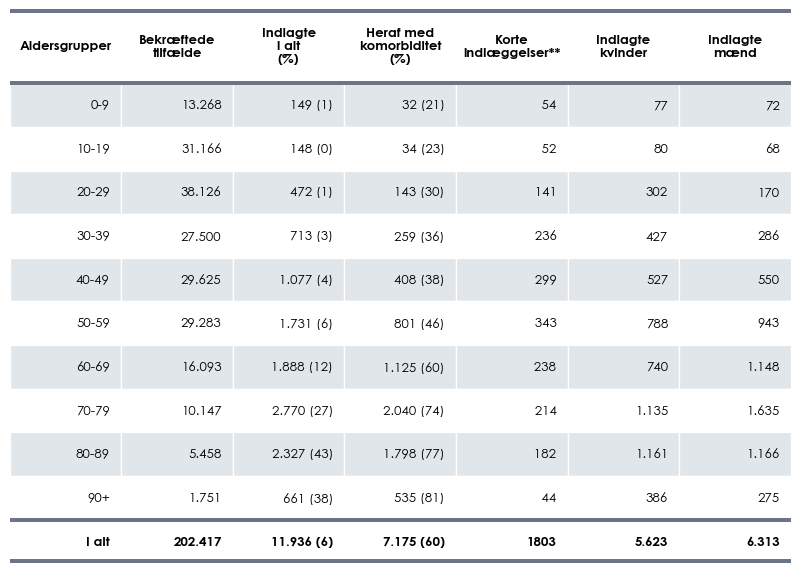 Aldersgrupper Bekræftede tilfælde Indlagte I alt (%) Heraf med komorbiditet (%) Korte indlæggelser** Indlagte kvinder Indlagte mænd
0-9 13.268 149 (1) 32 (21) 54 77 72
10-19 31.166 148 (0) 34 (23) 52 80 68
20-29 38.126 472 (1) 143 (30) 141 302 170
30-39 27.500 713 (3) 259 (36) 236 427 286
40-49 29.625 1.077 (4) 408 (38) 299 527 550
50-59 29.283 1.731 (6) 801 (46) 343 788 943
60-69 16.093 1.888 (12) 1.125 (60) 238 740 1.148
70-79 10.147 2.770 (27) 2.040 (74) 214 1.135 1.635
80-89 5.458 2.327 (43) 1.798 (77) 182 1.161 1.166
90+ 1.751 661 (38) 535 (81) 44 386 275
I alt 202.417 11.936 (6) 7.175 (60) 1803 5.623 6.313